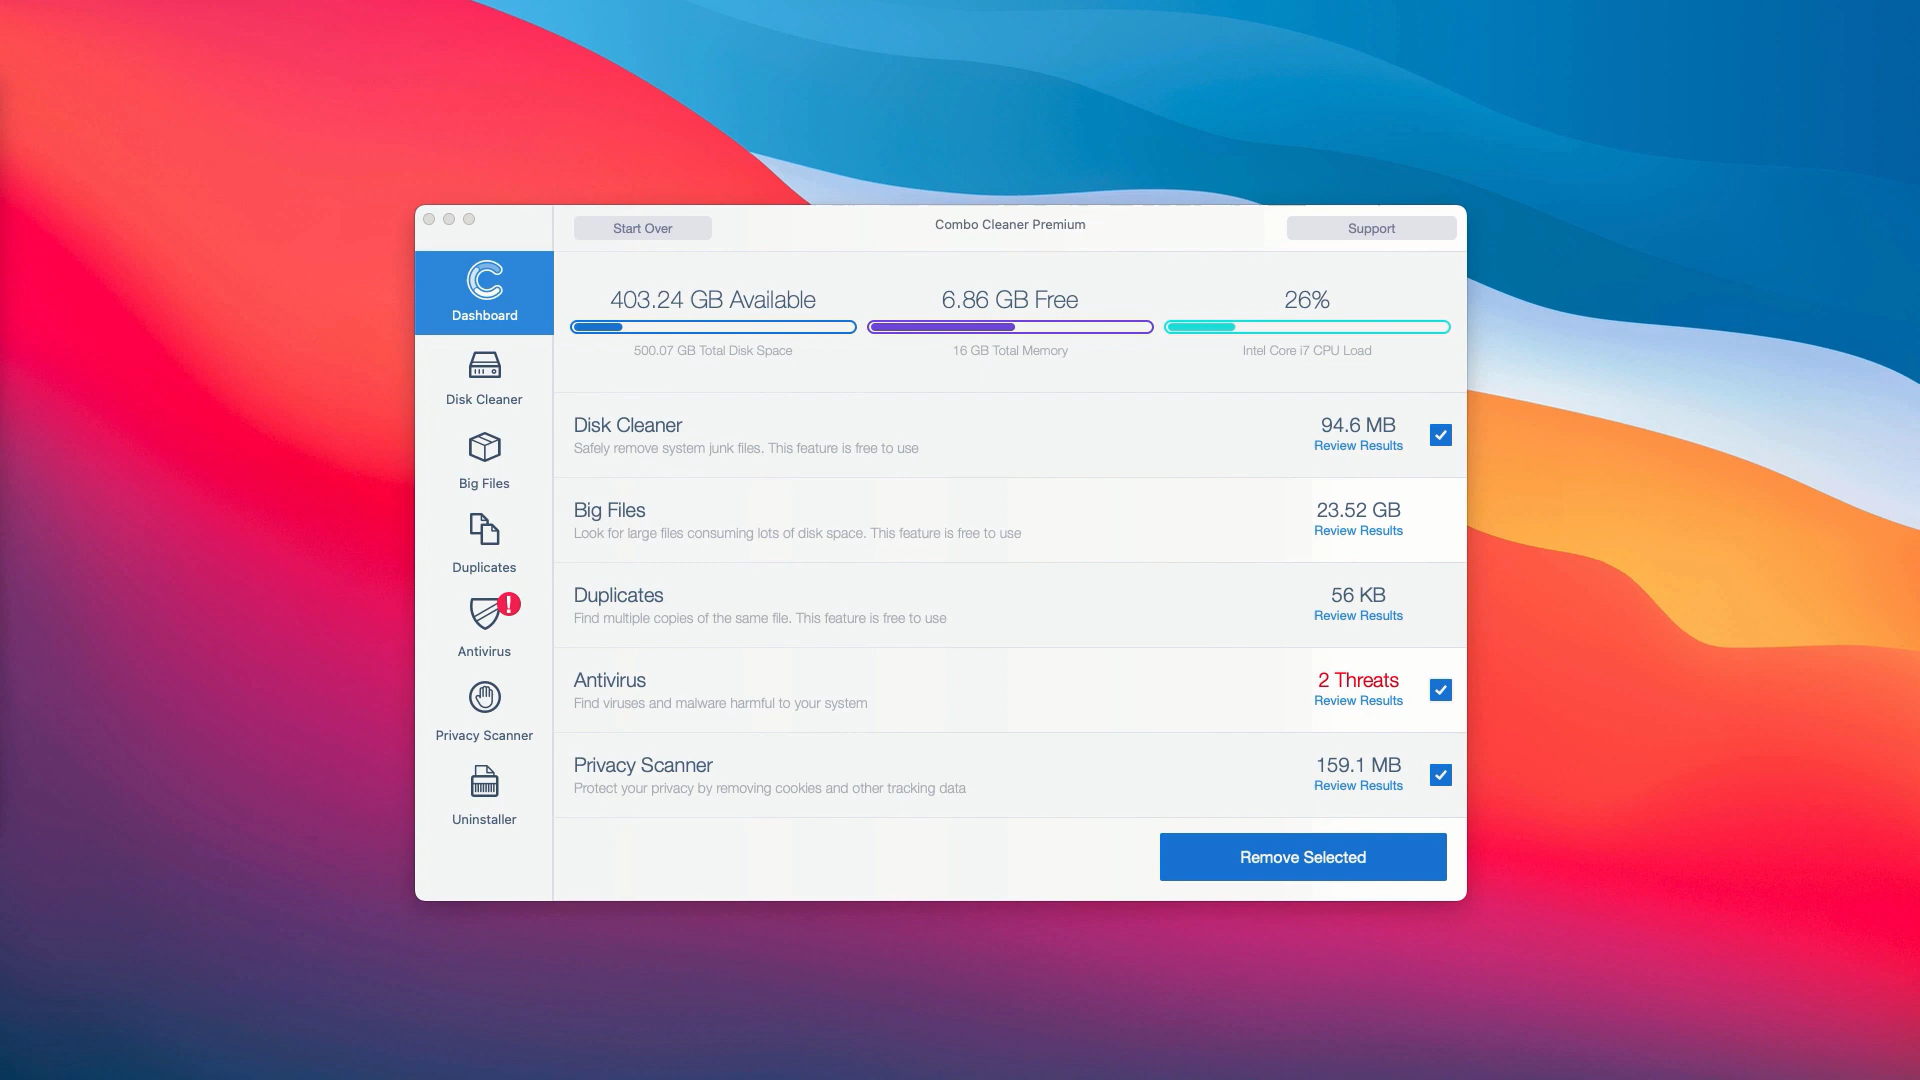 Start Over
Combo Cleaner Premium
Support
Dashboard
Disk Cleaner
Big Files
Duplicates
!
Antivirus
Privacy Scanner
Uninstaller
403.24 GB Available
500.07 GB Total Disk Space
6.86 GB Free
16 GB Total Memory
26%
Intel Core i7 CPU Load
Disk Cleaner
Safely remove system junk files. This feature is free to use
94.6 MB
Review Results
Big Files
Look for large files consuming lots of disk space. This feature is free to use
23.52 GB
Review Results
Duplicates
Find multiple copies of the same file. This feature is free to use
56 KB
Review Results
Antivirus
Find viruses and malware harmful to your system
2 Threats
Review Results
Privacy Scanner
Protect your privacy by removing cookies and other tracking data
159.1 MB
Review Results
Remove Selected